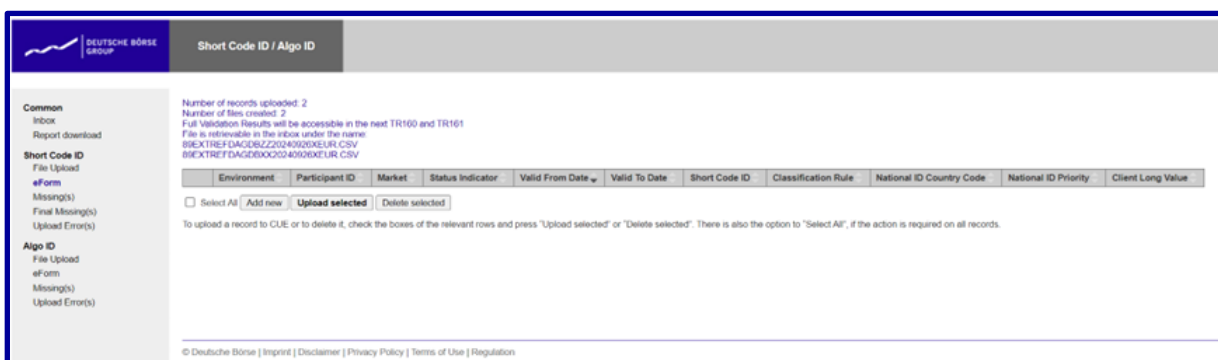 DEUTSCHE BÖRSE
GROUP
Short Code ID / Algo ID
Common
Inbox
Report download
Short Code ID
File Upload
eForm
Missing(s)
Final Missing(s)
Upload Error(s)
Algo ID
File Upload
eForm
Missing(s)
Upload Error(s)
Number of records uploaded: 2
Number of files created: 2
Full Validation Results will be accessible in the next TR160 and TR161
File is retrievable in the inbox under the name:
89EXTREFDAGDBZZ20240926XEUR.CSV
89EXTREFDAGDBXX20240926XEUR.CSV
Environment Participant ID Market Status Indicator Valid From Date Valid To Date Short Code ID Classification Rule National ID Country Code National ID Priority Client Long Value
Select All Add new Upload selected Delete selected
To upload a record to CUE or to delete it, check the boxes of the relevant rows and press "Upload selected" or "Delete selected". There is also the option to "Select All", if the action is required on all records.
© Deutsche Börse | Imprint | Disclaimer | Privacy Policy | Terms of Use | Regulation